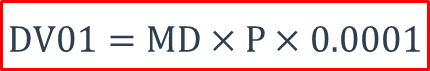 DV01 = MD × P × 0.0001